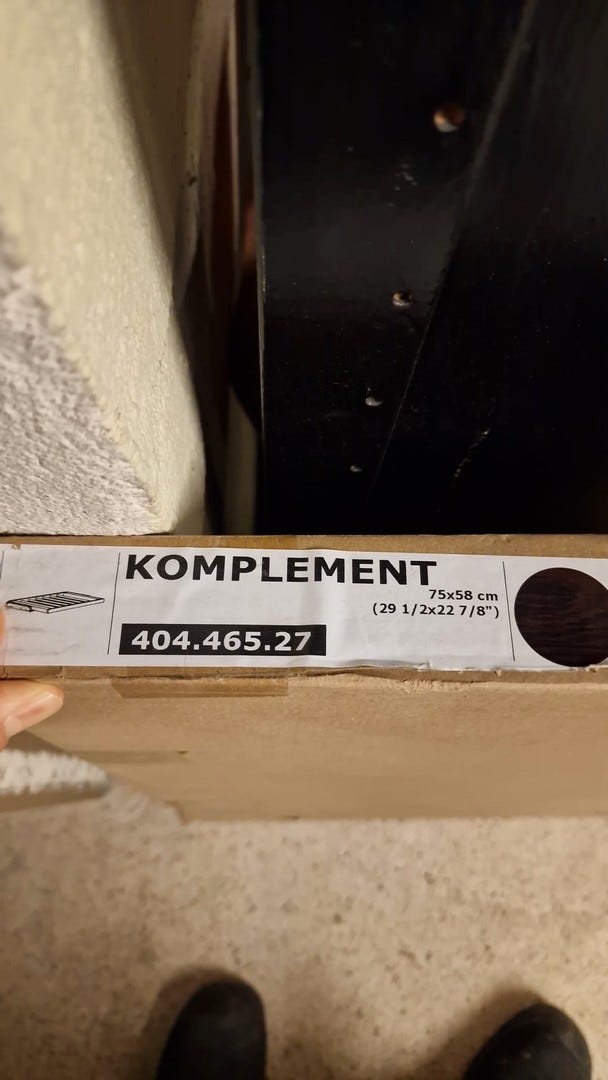 KOMPLEMENT
75x58 cm
(29 1/2x22 7/8")
404.465.27